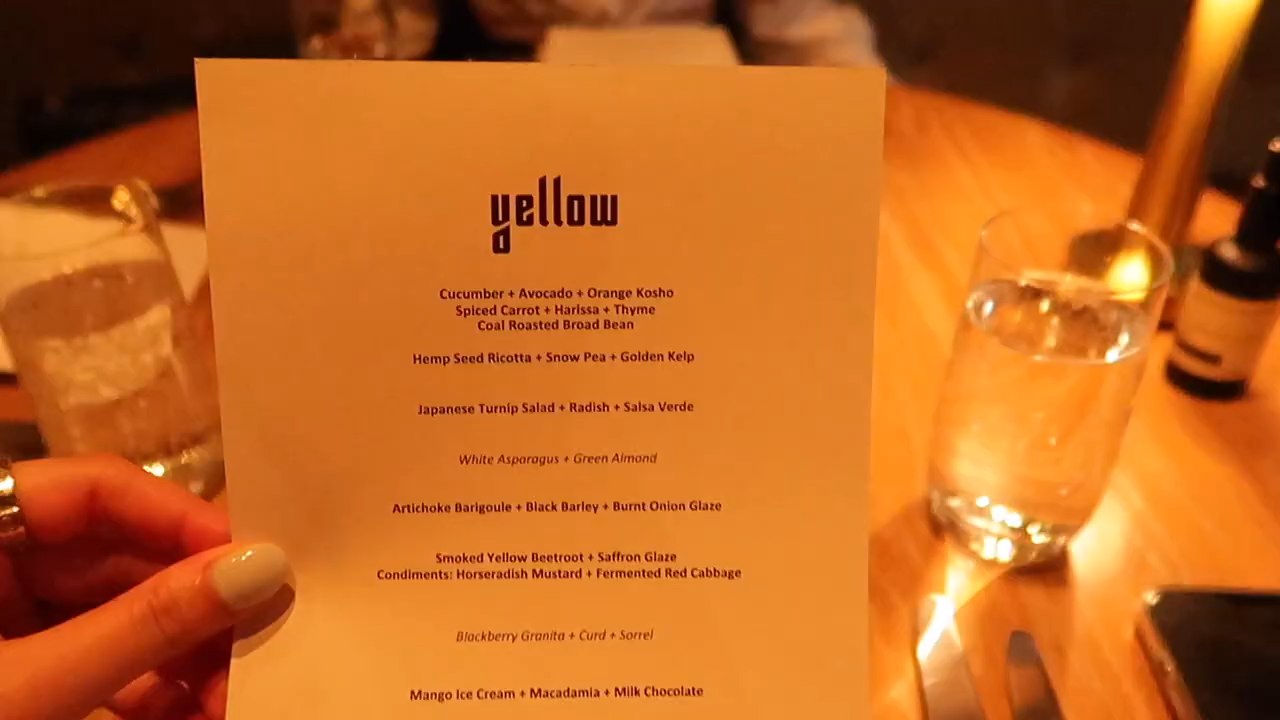 yellow
Cucumber + Avocado + Orange Kosho
Spiced Carrot + Harissa + Thyme
Coal Roasted Broad Bean
Hemp Seed Ricotta + Snow Pea + Golden Kelp
Japanese Turnip Salad + Radish + Salsa Verde
White Asparagus + Green Almond
Artichoke Barigoule + Black Barley + Burnt Onion Glaze
Smoked Yellow Beetroot + Saffron Glaze
Condiments: Horseradish Mustard + Fermented Red Cabbage
Blackberry Granita + Curd + Sorrel
Mango Ice Cream + Macadamia + Milk Chocolate